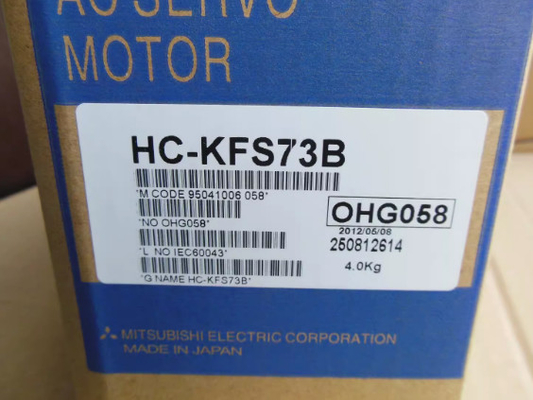 AC SERVO
MOTOR
HC-KFS73B
*M CODE 95041006 058*
*NO OHG058*
*L NO IEC60043*
*G NAME HC-KFS73B*
OHG058
2012/05/08
250812614
4.0Kg
MITSUBISHI ELECTRIC CORPORATION
MADE IN JAPAN